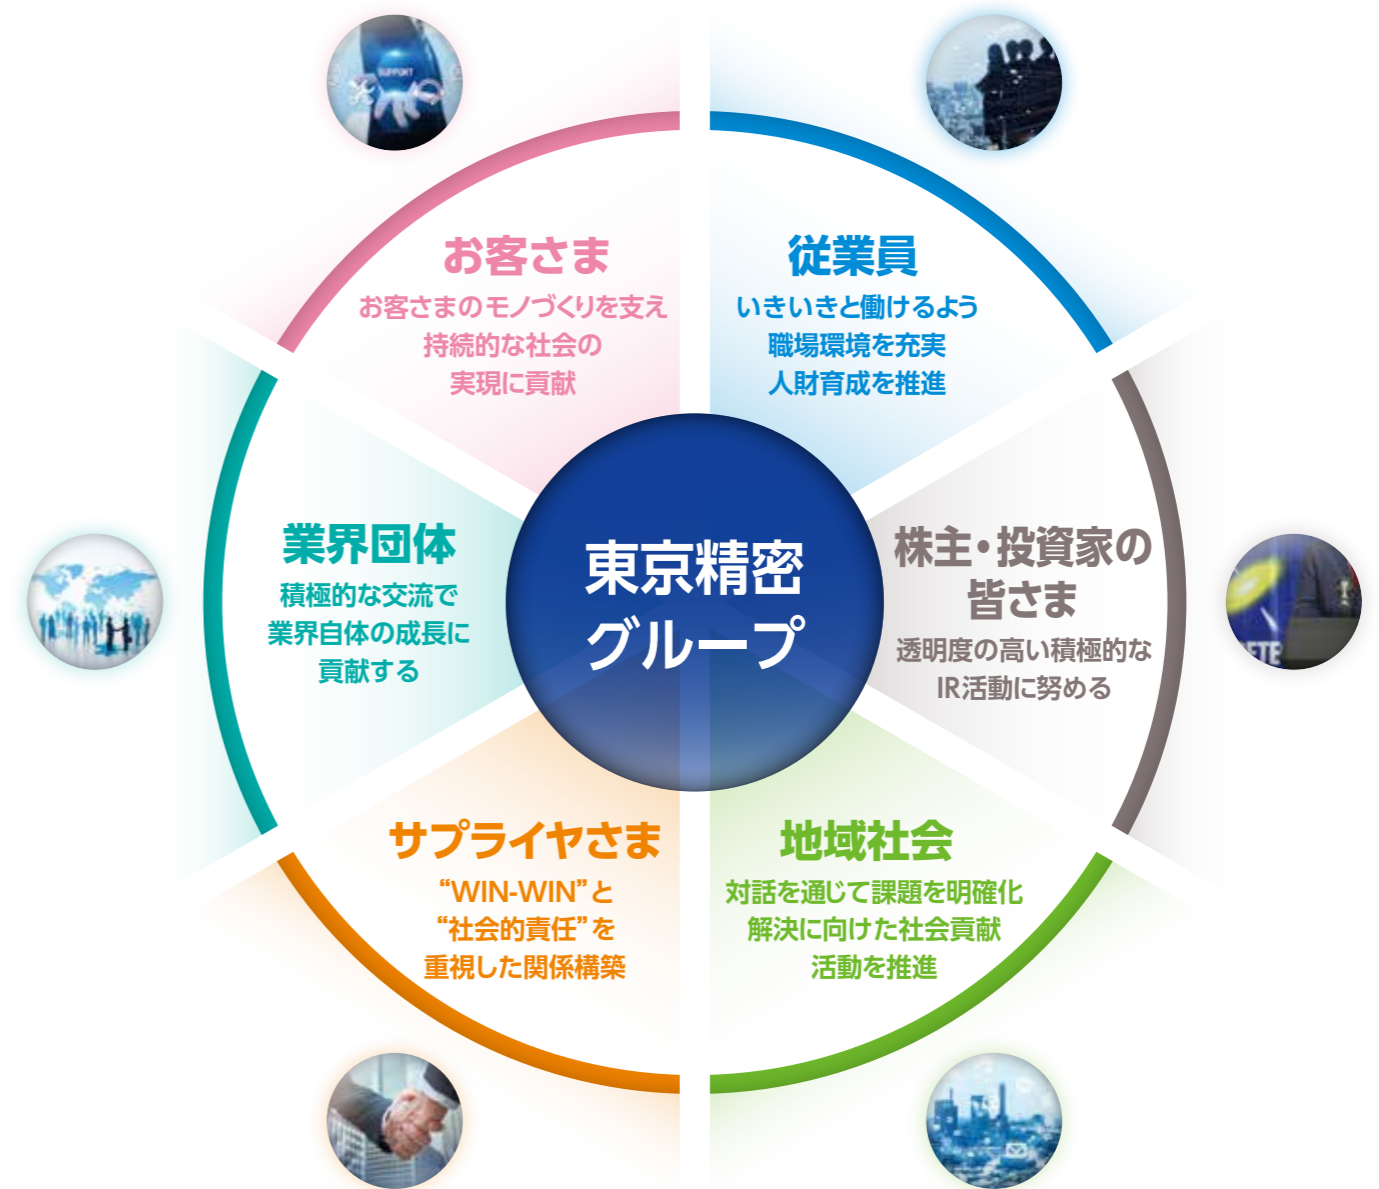 SUPPORT
お客さま
お客さまのモノづくりを支え
持続的な社会の
実現に貢献
従業員
いきいきと働けるよう
職場環境を充実
人財育成を推進
業界団体
積極的な交流で
業界自体の成長に
貢献する
東京精密
グループ
株主・投資家の
皆さま
透明度の高い積極的な
IR活動に努める
サプライヤさま
“WIN-WIN”と
“社会的責任”を
重視した関係構築
地域社会
対話を通じて課題を明確化
解決に向けた社会貢献
活動を推進